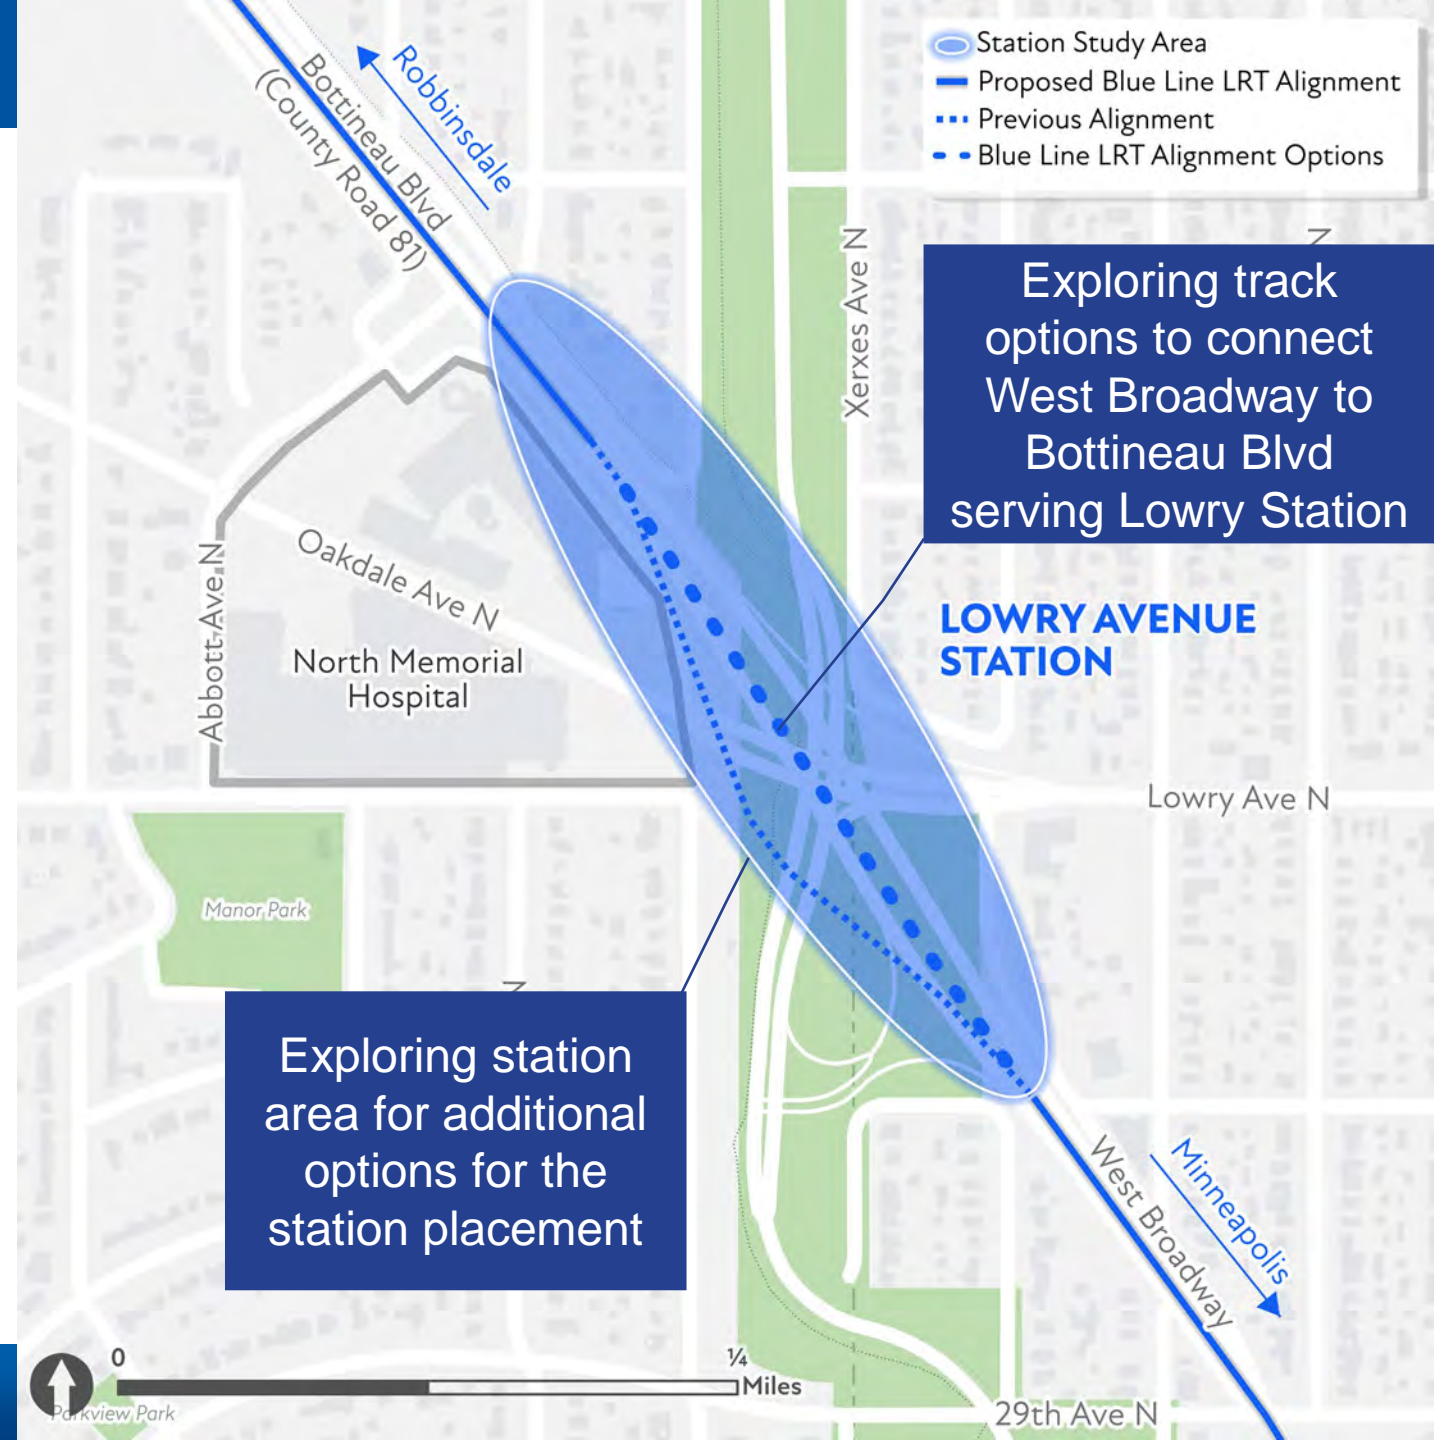 Station Study Area
Proposed Blue Line LRT Alignment
Previous Alignment
Blue Line LRT Alignment Options
Robbinsdale
Bottineau Blvd
(County Road 81)
Xerxes Ave N
N
Exploring track
options to connect
West Broadway to
Bottineau Blvd
serving Lowry Station
LOWRY AVENUE
STATION
Oakdale Ave N
Abbott Ave N
North Memorial
Hospital
Lowry Ave N
Manor Park
N
Exploring station
area for additional
options for the
station placement
West Broadway
Minneapolis
0
¼
Miles
Parkview Park
29th Ave N